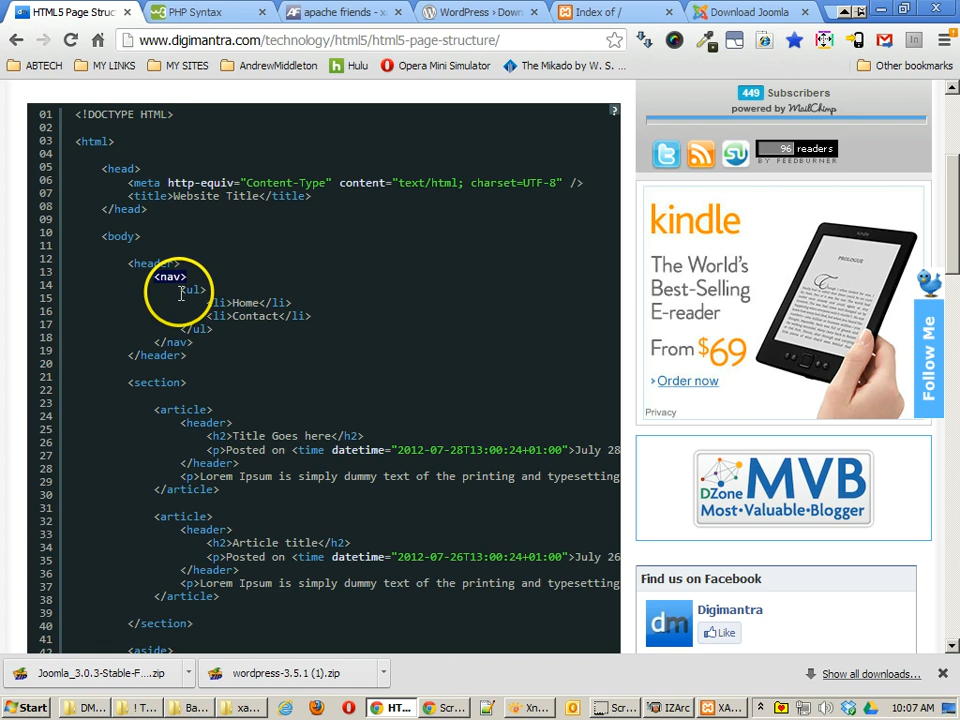 HTML5 Page Struc
PHP Syntax
apache friends - xa
WordPress › Down
Index of /
Download Joomla
www.digimantra.com/technology/html5/html5-page-structure/
ABTECH
MY LINKS
MY SITES
AndrewMiddleton
Hulu
Opera Mini Simulator
The Mikado by W. S. ...
Other bookmarks
01 <!DOCTYPE HTML>
02
03 <html>
04
05 <head>
06 <meta http-equiv="Content-Type" content="text/html; charset=UTF-8" />
07 <title>Website Title</title>
08 </head>
09
10 <body>
11
12 <header>
13 <nav>
14 <ul>
15 <li>Home</li>
16 <li>Contact</li>
17 </ul>
18 </nav>
19 </header>
20
21 <section>
22
23 <article>
24 <header>
25 <h2>Title Goes here</h2>
26 <p>Posted on <time datetime="2012-07-28T13:00:24+01:00">July 28
27 </header>
28 <p>Lorem Ipsum is simply dummy text of the printing and typesetting
29 </article>
30
31 <article>
32 <header>
33 <h2>Article title</h2>
34 <p>Posted on <time datetime="2012-07-26T13:00:24+01:00">July 26
35 </header>
36 <p>Lorem Ipsum is simply dummy text of the printing and typesetting
37 </article>
38
39 </section>
40
41 <aside>
?
449 Subscribers
powered by MailChimp
96 readers
BY FEEDBURNER
kindle
The World's
Best-Selling
E-reader
From $69
›Order now
Privacy
PROLOGUE
Follow Me
DZone MVB
Most•Valuable•Blogger
Find us on Facebook
dm
Digimantra
Like
Joomla_3.0.3-Stable-F....zip
wordpress-3.5.1 (1).zip
Show all downloads...
Start
DM...
! T...
Ba...
xa...
HT...
Scr...
fm ...
Xn...
Scr...
IZArc
XA...
10:07 AM